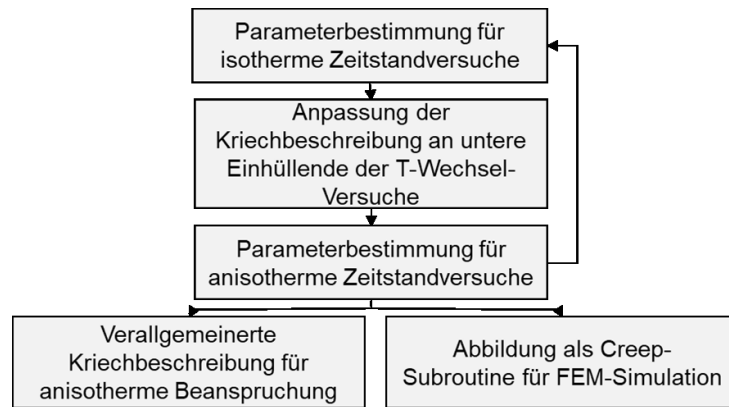 Parameterbestimmung für
isotherme Zeitstandversuche
Anpassung der
Kriechbeschreibung an untere
Einhüllende der T-Wechsel-
Versuche
Parameterbestimmung für
anisotherme Zeitstandversuche
Verallgemeinerte
Kriechbeschreibung für
anisotherme Beanspruchung
Abbildung als Creep-
Subroutine für FEM-Simulation